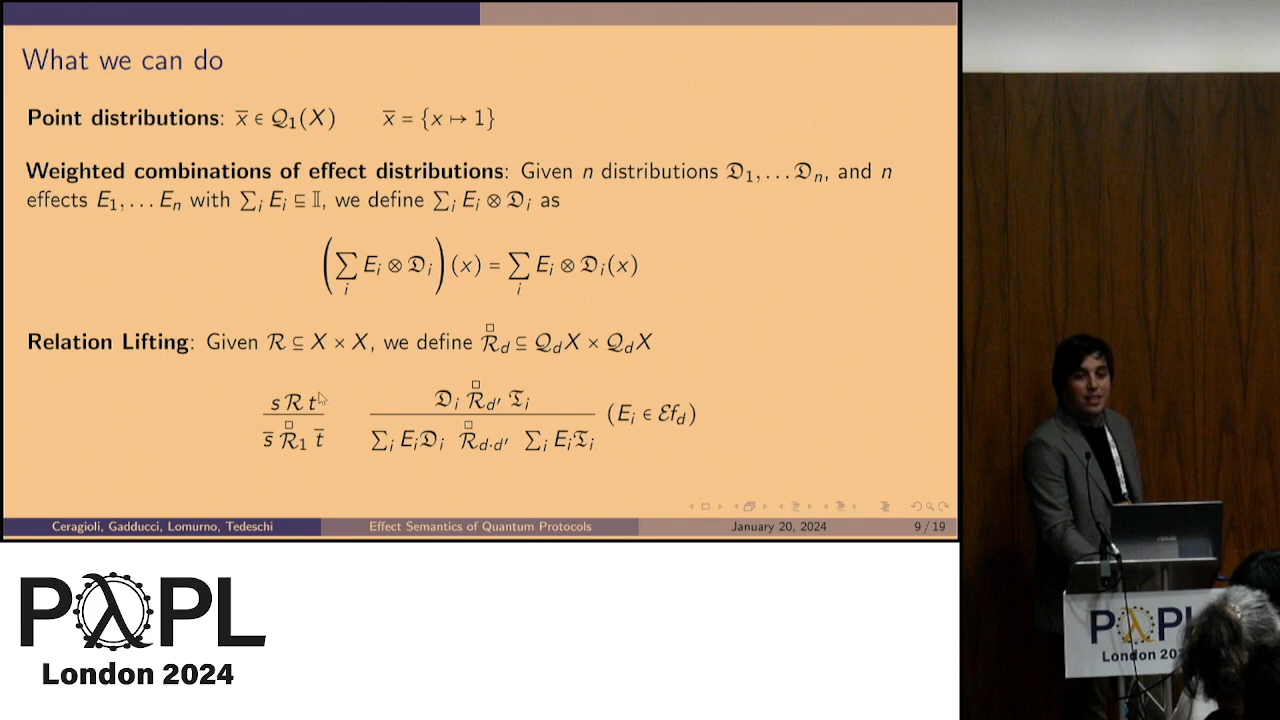 What we can do
Point distributions: x̅ ∈ 𝒬₁(X)  x̅ = {x ↦ 1}
Weighted combinations of effect distributions: Given n distributions 𝔇₁, … 𝔇ₙ, and n
effects E₁, … Eₙ with ∑ᵢ Eᵢ ⊑ 𝕀, we define ∑ᵢ Eᵢ ⊗ 𝔇ᵢ as
(∑ᵢ Eᵢ ⊗ 𝔇ᵢ) (x) = ∑ᵢ Eᵢ ⊗ 𝔇ᵢ(x)
Relation Lifting: Given ℛ ⊆ X × X, we define ℛ̊□_d ⊆ 𝒬_d X × 𝒬_d X
s ℛ t  𝔇ᵢ ℛ□_d′ 𝔗ᵢ  (Eᵢ ∈ ℰf_d)
s̅ ℛ□₁ t̅  ∑ᵢ Eᵢ𝔇ᵢ ℛ□_d·d′ ∑ᵢ Eᵢ𝔗ᵢ
Ceragioli, Gadducci, Lomurno, Tedeschi
Effect Semantics of Quantum Protocols
January 20, 2024
9 / 19
PλPL
London 2024
PλPL
London 20